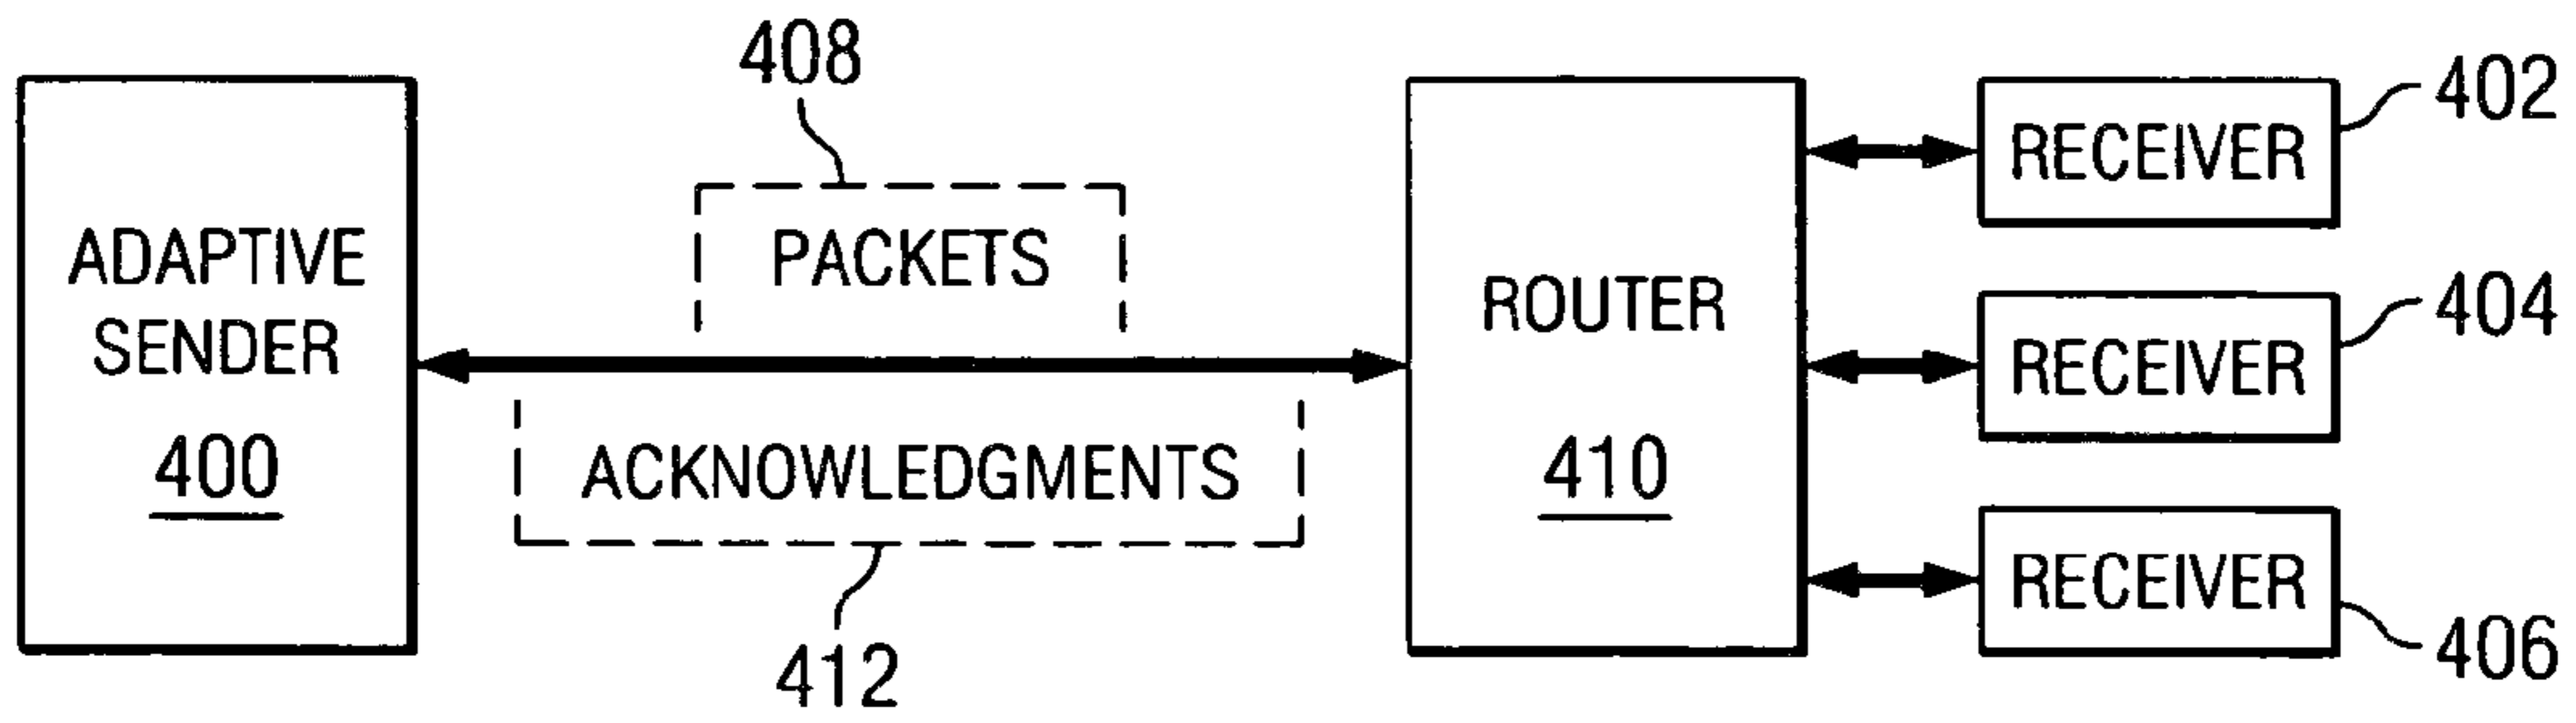 408
402
RECEIVER
ADAPTIVE
SENDER
400
PACKETS
ROUTER
410
404
RECEIVER
ACKNOWLEDGMENTS
412
RECEIVER
406